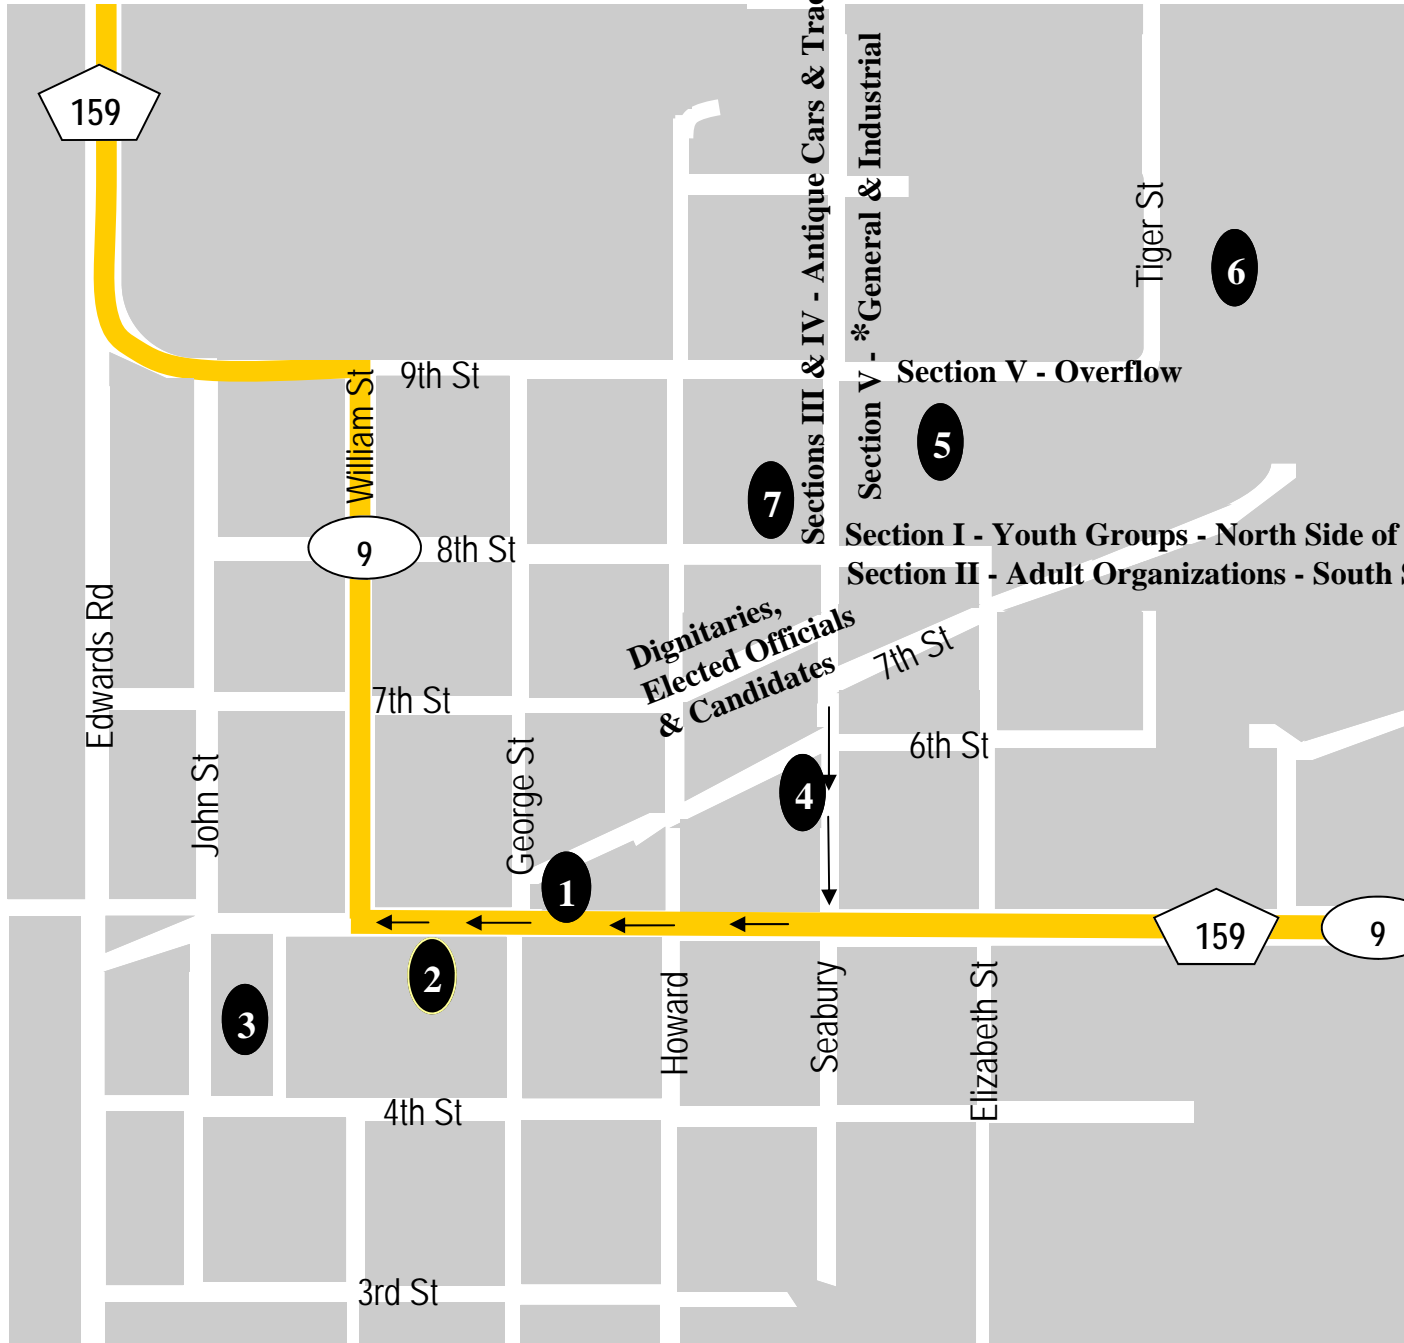 Sections III & IV - Antique Cars &
Section V - *General & Industrial
159
Tiger St
6
9th St
Section V - Overflow
William St
5
7
Section I - Youth Groups - North Side of
Section II - Adult Organizations - South
9
8th St
Edwards Rd
Dignitaries,
Elected Officials
& Candidates
7th St
7th St
6th St
John St
George St
4
1
159
9
2
3
Howard
Seabury
Elizabeth St
4th St
3rd St